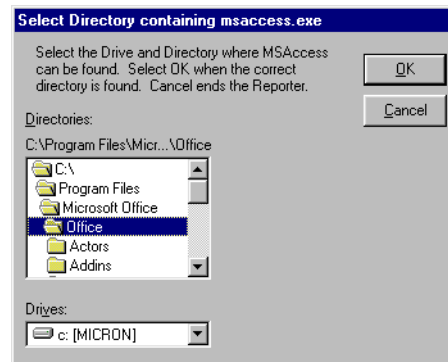 Select Directory containing msaccess.exe
Select the Drive and Directory where MSAccess
can be found. Select OK when the correct
directory is found. Cancel ends the Reporter.
OK
Cancel
Directories:
C:\Program Files\Micr...\Office
C:\
Program Files
Microsoft Office
Office
Actors
Addins
Drives:
c: [MICRON]